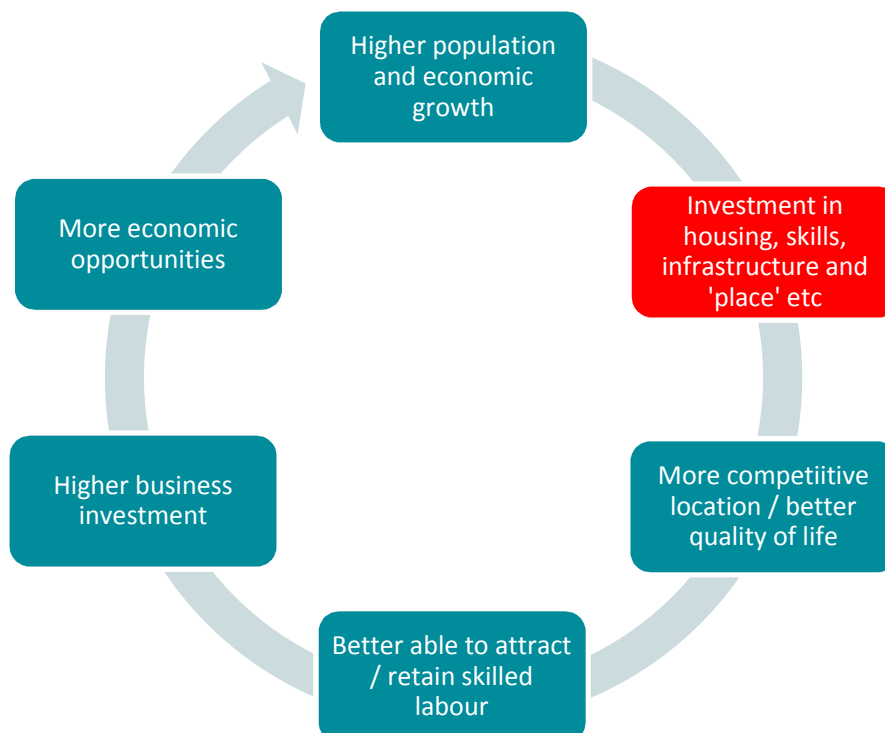 Higher population
and economic
growth
Investment in
housing, skills,
infrastructure and
'place' etc
More competiitive
location / better
quality of life
Better able to attract
/ retain skilled
labour
Higher business
investment
More economic
opportunities